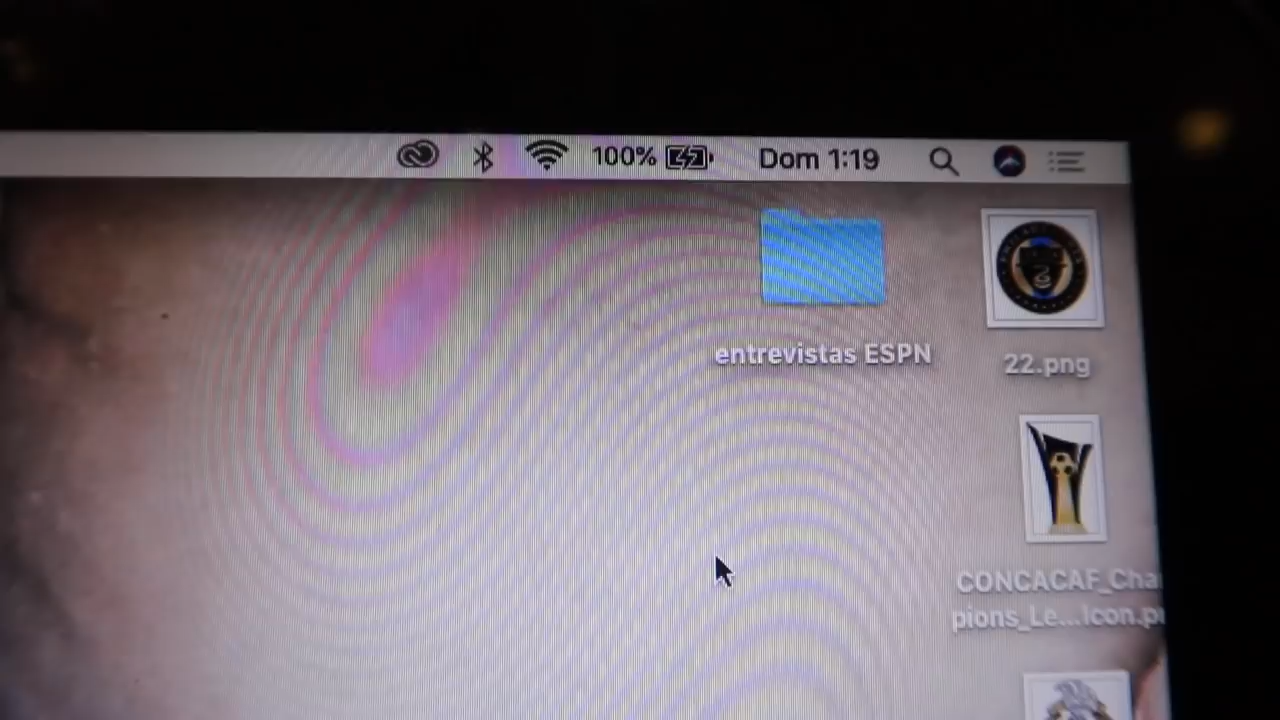 100% Dom 1:19
entrevistas ESPN
22.png
CONCACAF_Cha
pions_Le...Icon.p